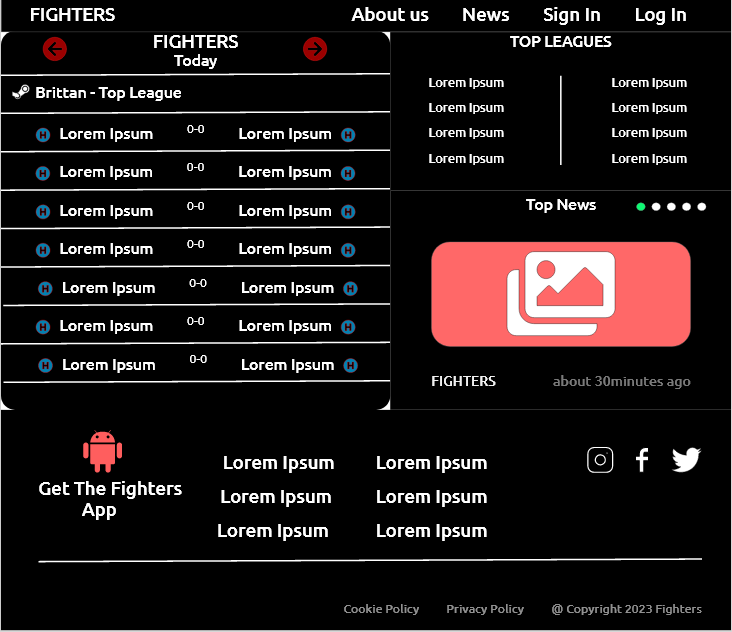 FIGHTERS About us News Sign In Log In
FIGHTERS
Today
Brittan - Top League
H Lorem Ipsum 0-0 Lorem Ipsum H
H Lorem Ipsum 0-0 Lorem Ipsum H
H Lorem Ipsum 0-0 Lorem Ipsum H
H Lorem Ipsum 0-0 Lorem Ipsum H
H Lorem Ipsum 0-0 Lorem Ipsum H
H Lorem Ipsum 0-0 Lorem Ipsum H
H Lorem Ipsum 0-0 Lorem Ipsum H
TOP LEAGUES
Lorem Ipsum Lorem Ipsum
Lorem Ipsum Lorem Ipsum
Lorem Ipsum Lorem Ipsum
Lorem Ipsum Lorem Ipsum
Top News
FIGHTERS about 30minutes ago
Get The Fighters
App
Lorem Ipsum Lorem Ipsum
Lorem Ipsum Lorem Ipsum
Lorem Ipsum Lorem Ipsum
Cookie Policy Privacy Policy @ Copyright 2023 Fighters